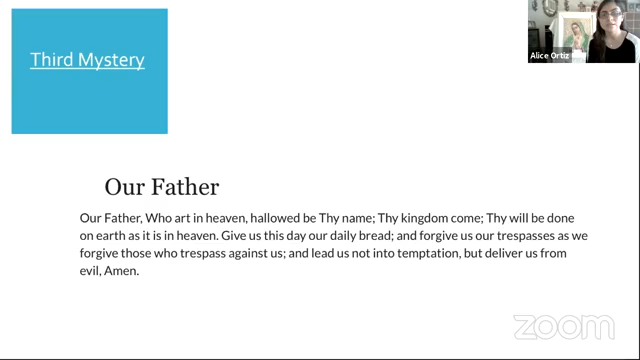 Third Mystery
Alice Ortiz
Our Father
Our Father, Who art in heaven, hallowed be Thy name; Thy kingdom come; Thy will be done
on earth as it is in heaven. Give us this day our daily bread; and forgive us our trespasses as we
forgive those who trespass against us; and lead us not into temptation, but deliver us from
evil, Amen.
zoom